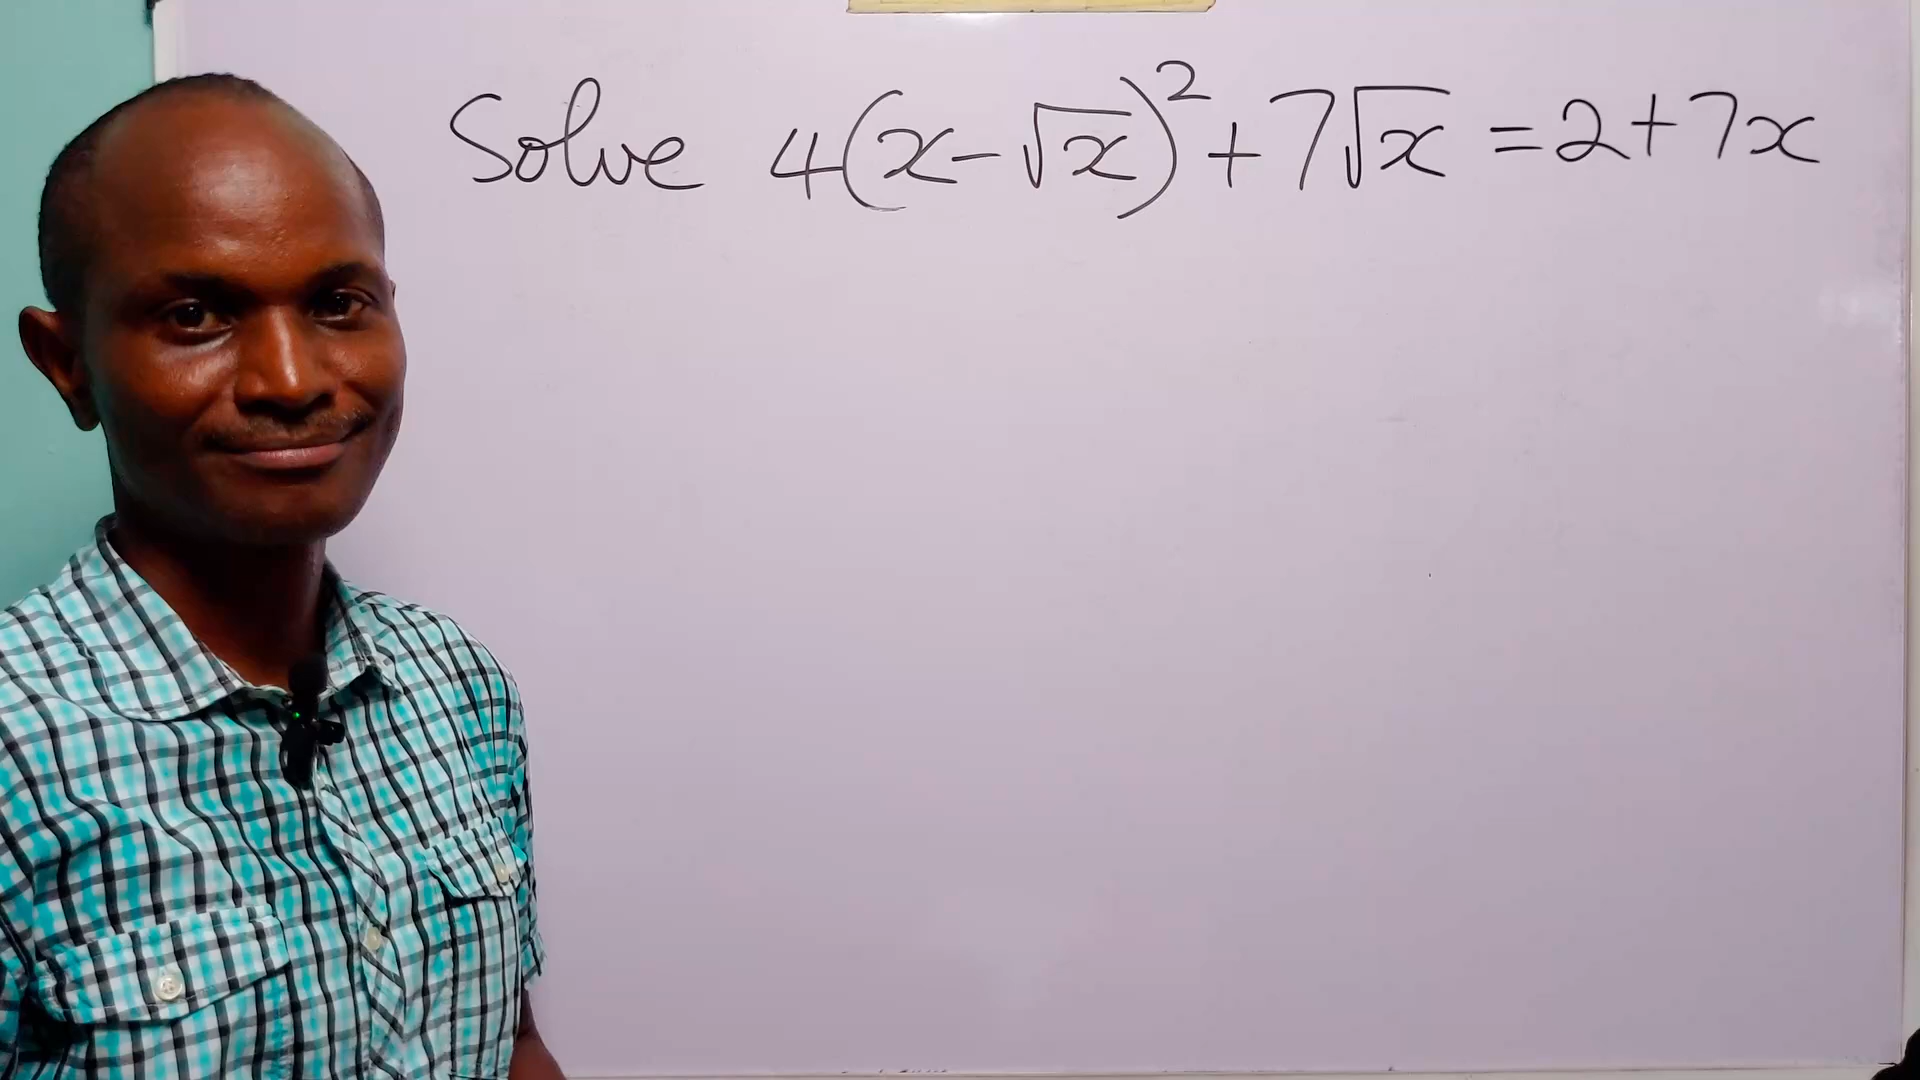 Solve 4(x-√x)² + 7√x = 2+7x